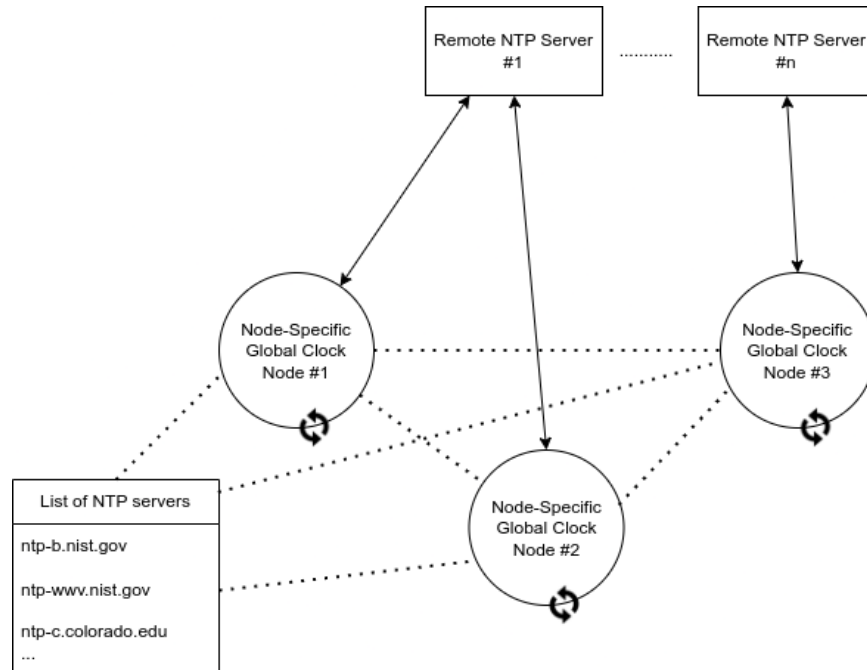 Remote NTP Server
#1
..........
Remote NTP Server
#n
Node-Specific
Global Clock
Node #1
Node-Specific
Global Clock
Node #3
Node-Specific
Global Clock
Node #2
List of NTP servers
ntp-b.nist.gov
ntp-wwv.nist.gov
ntp-c.colorado.edu
...